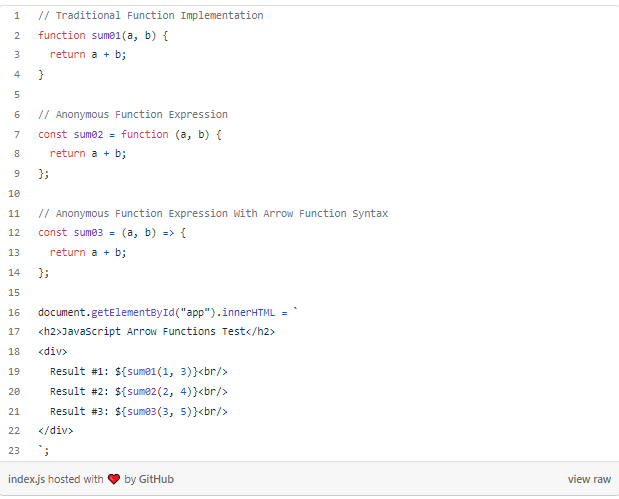 1 // Traditional Function Implementation
2 function sum01(a, b) {
3   return a + b;
4 }
5
6 // Anonymous Function Expression
7 const sum02 = function (a, b) {
8   return a + b;
9 };
10
11 // Anonymous Function Expression With Arrow Function Syntax
12 const sum03 = (a, b) => {
13   return a + b;
14 };
15
16 document.getElementById("app").innerHTML = `
17 <h2>JavaScript Arrow Functions Test</h2>
18 <div>
19   Result #1: ${sum01(1, 3)}<br/>
20   Result #2: ${sum02(2, 4)}<br/>
21   Result #3: ${sum03(3, 5)}<br/>
22 </div>
23 `;
index.js hosted with ❤ by GitHub view raw